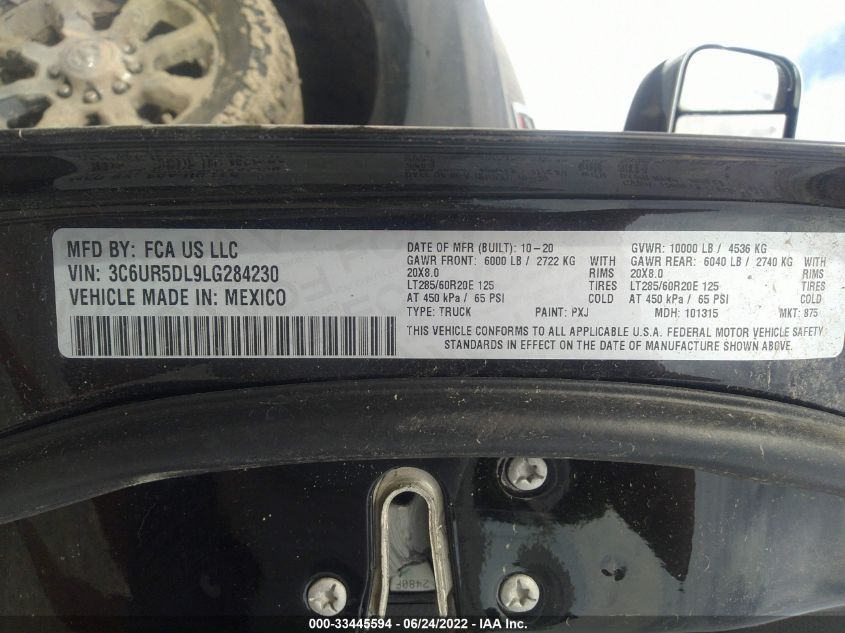 MFD BY: FCA US LLC
VIN: 3C6UR5DL9LG284230
VEHICLE MADE IN: MEXICO
DATE OF MFR (BUILT): 10-20
GAWR FRONT: 6000 LB / 2722 KG WITH
20X8.0 RIMS
LT285/60R20E 125 TIRES
AT 450 kPa / 65 PSI COLD
TYPE: TRUCK PAINT: PXJ
GVWR: 10000 LB / 4536 KG
GAWR REAR: 6040 LB / 2740 KG WITH
20X8.0 RIMS
LT285/60R20E 125 TIRES
AT 450 kPa / 65 PSI COLD
MDH: 101315 MKT: 875
THIS VEHICLE CONFORMS TO ALL APPLICABLE U.S.A. FEDERAL MOTOR VEHICLE SAFETY
STANDARDS IN EFFECT ON THE DATE OF MANUFACTURE SHOWN ABOVE.
2480F
000-33445594 - 06/24/2022 - IAA Inc.